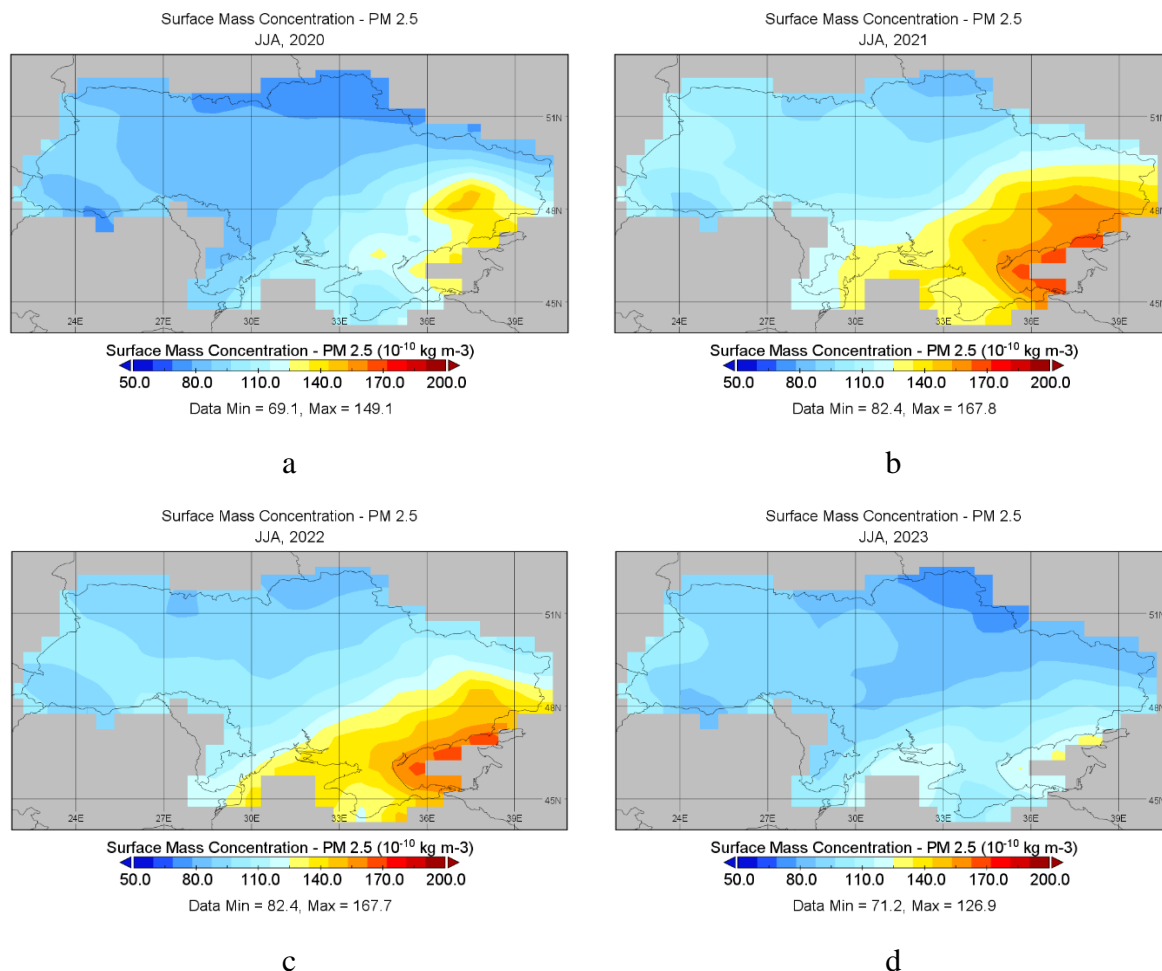 Surface Mass Concentration - PM 2.5
JJA, 2020
51N
48N
45N
24E 27E 30E 33E 36E 39E
Surface Mass Concentration - PM 2.5 (10⁻¹⁰ kg m-3)
50.0 80.0 110.0 140.0 170.0 200.0
Data Min = 69.1, Max = 149.1
a
Surface Mass Concentration - PM 2.5
JJA, 2021
51N
48N
45N
24E 27E 30E 33E 36E 39E
Surface Mass Concentration - PM 2.5 (10⁻¹⁰ kg m-3)
50.0 80.0 110.0 140.0 170.0 200.0
Data Min = 82.4, Max = 167.8
b
Surface Mass Concentration - PM 2.5
JJA, 2022
51N
48N
45N
24E 27E 30E 33E 36E 39E
Surface Mass Concentration - PM 2.5 (10⁻¹⁰ kg m-3)
50.0 80.0 110.0 140.0 170.0 200.0
Data Min = 82.4, Max = 167.7
c
Surface Mass Concentration - PM 2.5
JJA, 2023
51N
48N
45N
24E 27E 30E 33E 36E 39E
Surface Mass Concentration - PM 2.5 (10⁻¹⁰ kg m-3)
50.0 80.0 110.0 140.0 170.0 200.0
Data Min = 71.2, Max = 126.9
d